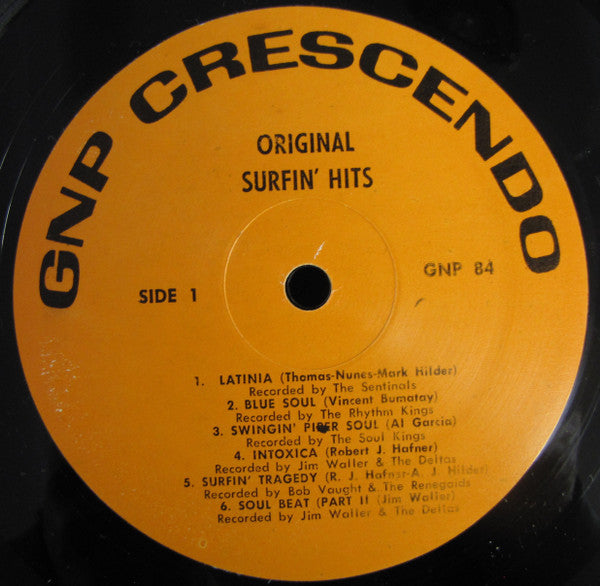 GNP CRESCENDO
ORIGINAL
SURFIN' HITS
SIDE 1
GNP 84
1. LATINIA (Thomas-Nunes-Mark Hilder)
Recorded by The Sentinals
2. BLUE SOUL (Vincent Bumatay)
Recorded by The Rhythm Kings
3. SWINGIN' PIPER SOUL (Al Garcia)
Recorded by The Soul Kings
4. INTOXICA (Robert J. Hafner)
Recorded by Jim Waller & The Deltas
5. SURFIN' TRAGEDY (R. J. Hafner-A. J. Hilder)
Recorded by Bob Vaught & The Renegaids
6. SOUL BEAT (PART II (Jim Waller)
Recorded by Jim Waller & The Deltas